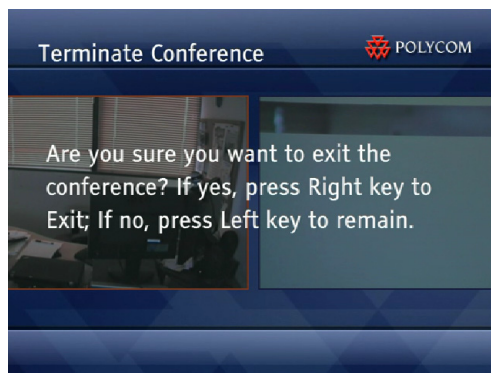 Terminate Conference
POLYCOM
Are you sure you want to exit the
conference? If yes, press Right key to
Exit; If no, press Left key to remain.